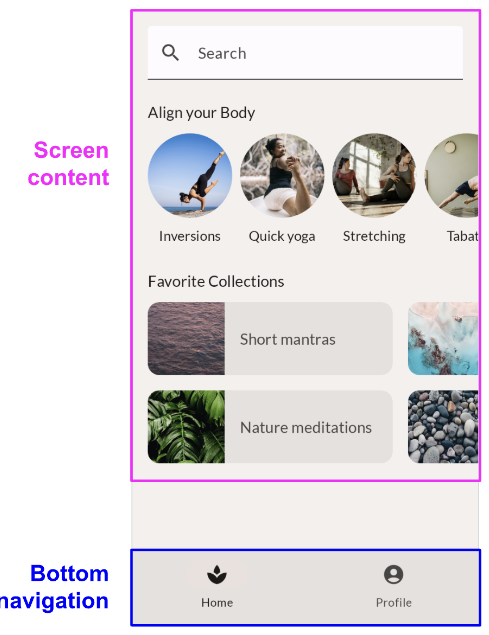 Search
Align your Body
Screen
content
Inversions
Quick yoga
Stretching
Tabat
Favorite Collections
Short mantras
Nature meditations
Bottom
navigation
Home
Profile